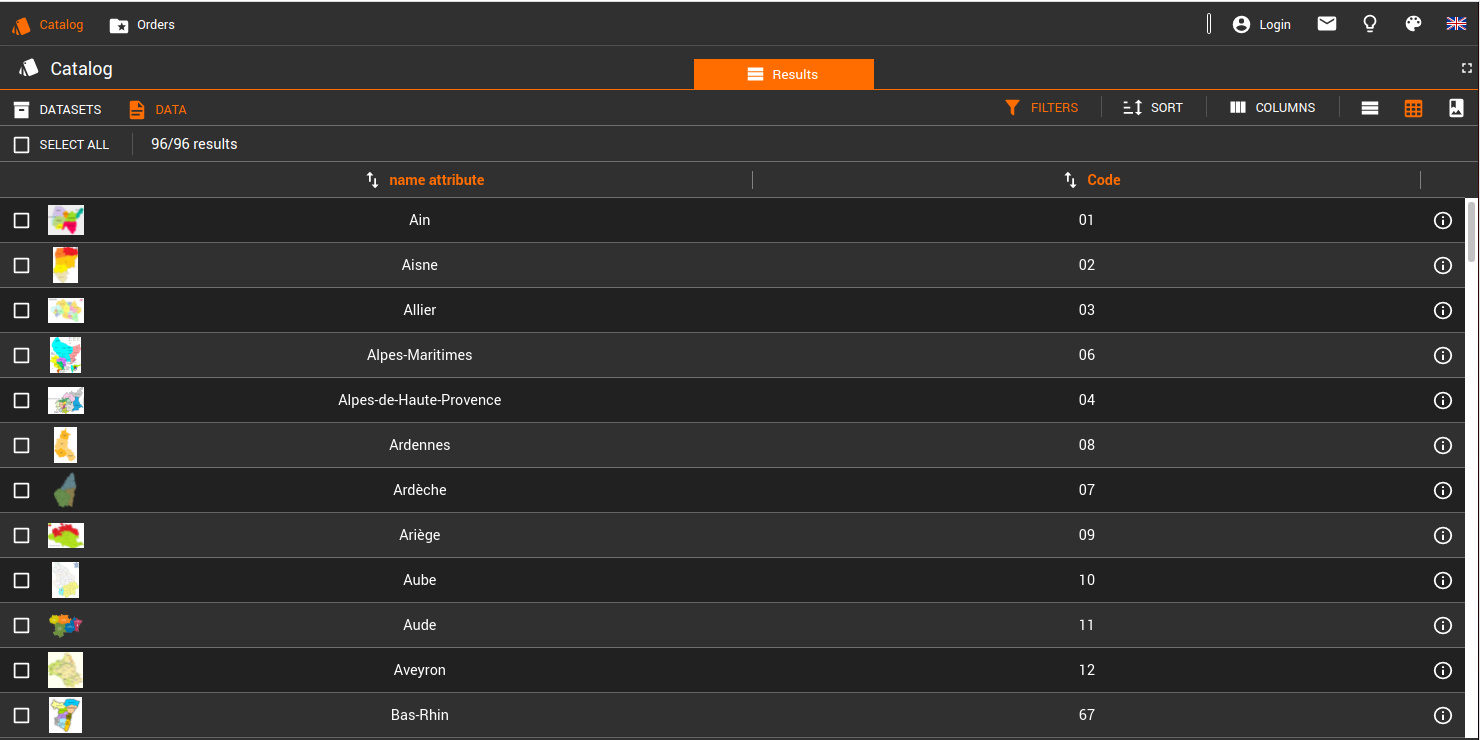 Catalog Orders Login
Catalog Results
DATASETS DATA FILTERS SORT COLUMNS
SELECT ALL 96/96 results
name attribute Code
Ain 01
Aisne 02
Allier 03
Alpes-Maritimes 06
Alpes-de-Haute-Provence 04
Ardennes 08
Ardèche 07
Ariège 09
Aube 10
Aude 11
Aveyron 12
Bas-Rhin 67